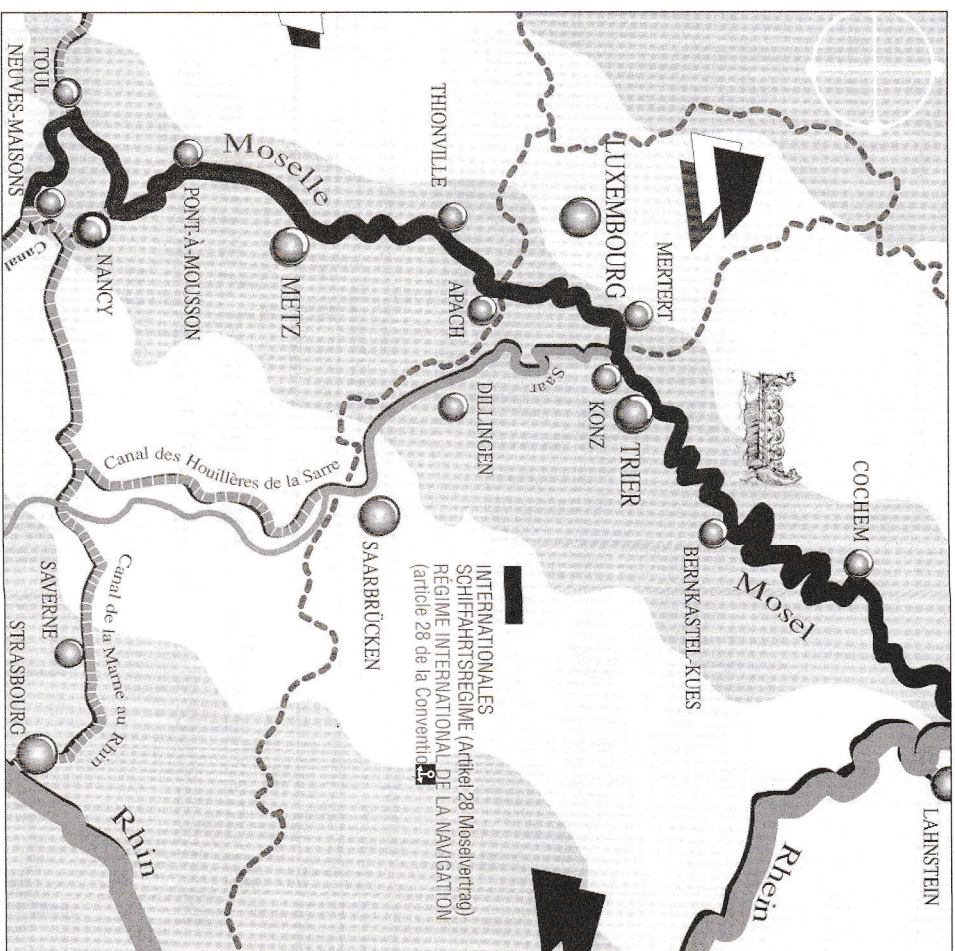 LAHNSTEIN
COCHEM
Rhein
Mosel
BERNKASTEL-KUES
MERTERT
TRIER
LUXEMBOURG
KONZ
Saar
DILLINGEN
INTERNATIONALES
SCHIFFAHRTSREGIME (Artikel 28 Moselvertrag)
RÉGIME INTERNATIONAL DE LA NAVIGATION
(article 28 de la Conventio
APACH
THIONVILLE
SAARBRÜCKEN
Moselle
METZ
Canal des Houillères de la Sarre
PONT-À-MOUSSON
Rhin
Canal de la Marne au Rhin
NANCY
SAVERNE
TOUL
Canal
STRASBOURG
NEUVES-MAISONS